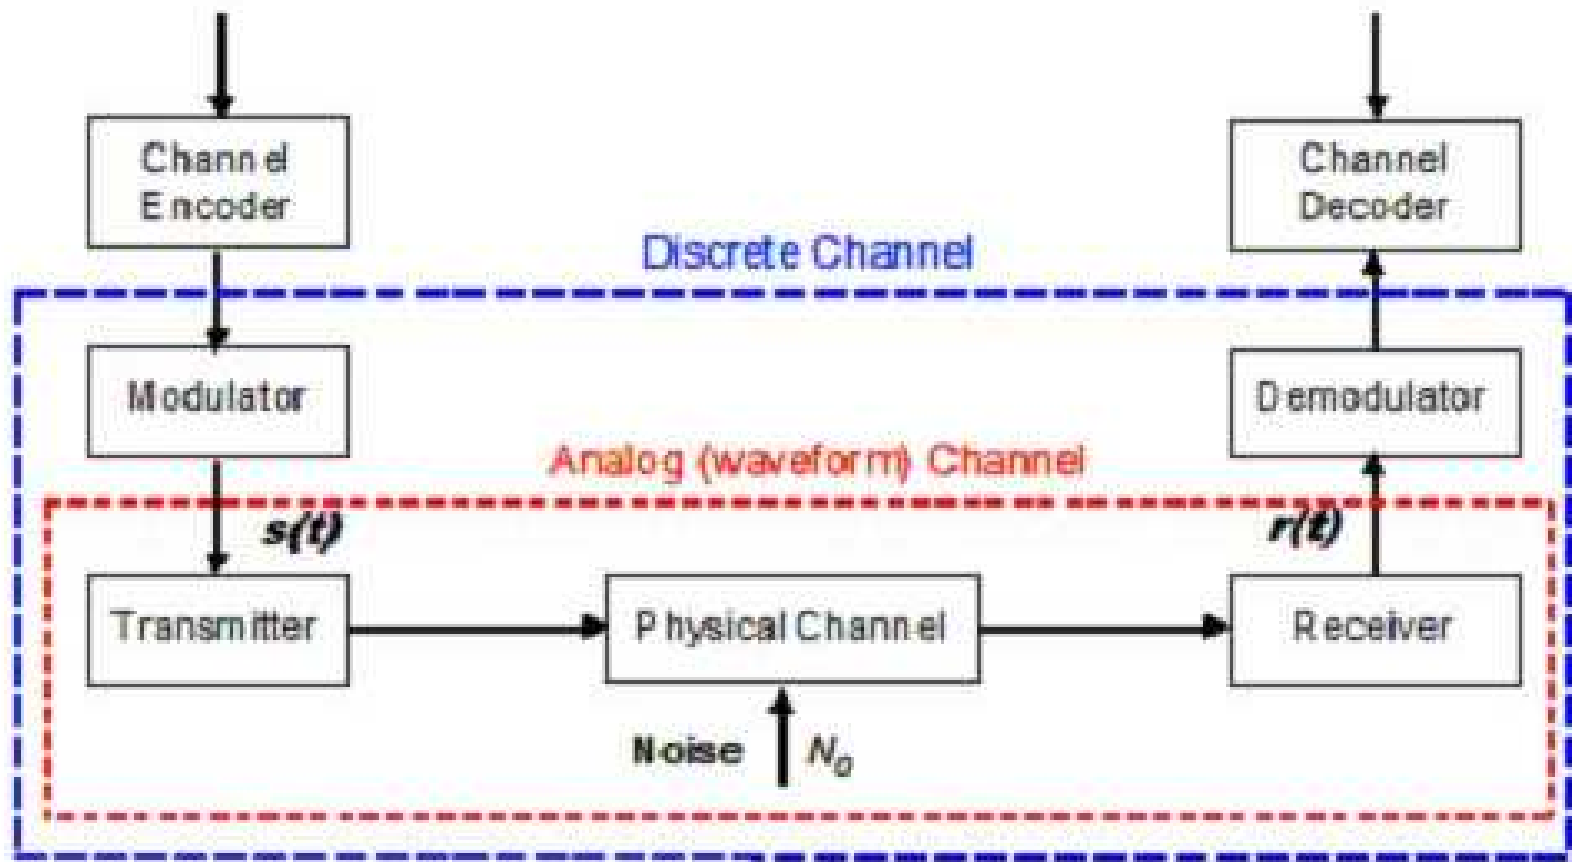 Channel
Encoder
Channel
Decoder
Discrete Channel
Modulator
Demodulator
Analog (waveform) Channel
s(t)
r(t)
Transmitter
Physical Channel
Receiver
Noise N₀